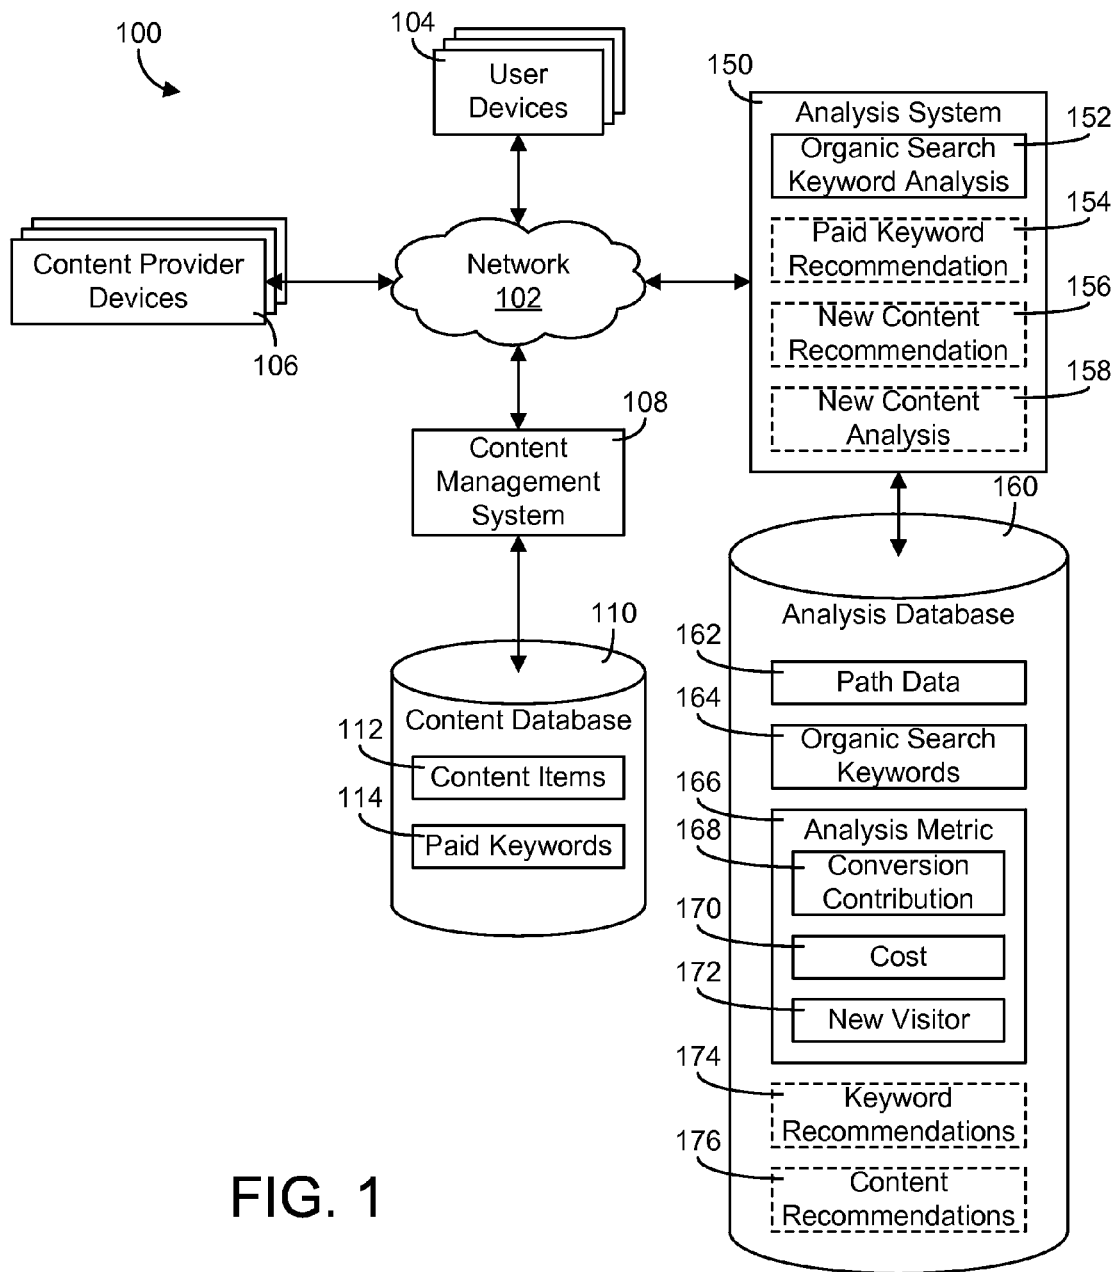 100
104
User
Devices
150
Analysis System
152
Organic Search
Keyword Analysis
154
Paid Keyword
Recommendation
156
New Content
Recommendation
158
New Content
Analysis
Content Provider
Devices
106
Network
102
108
Content
Management
System
160
Analysis Database
110
Content Database
112
Content Items
114
Paid Keywords
162
Path Data
164
Organic Search
Keywords
166
Analysis Metric
168
Conversion
Contribution
170
Cost
172
New Visitor
174
Keyword
Recommendations
176
Content
Recommendations
FIG. 1